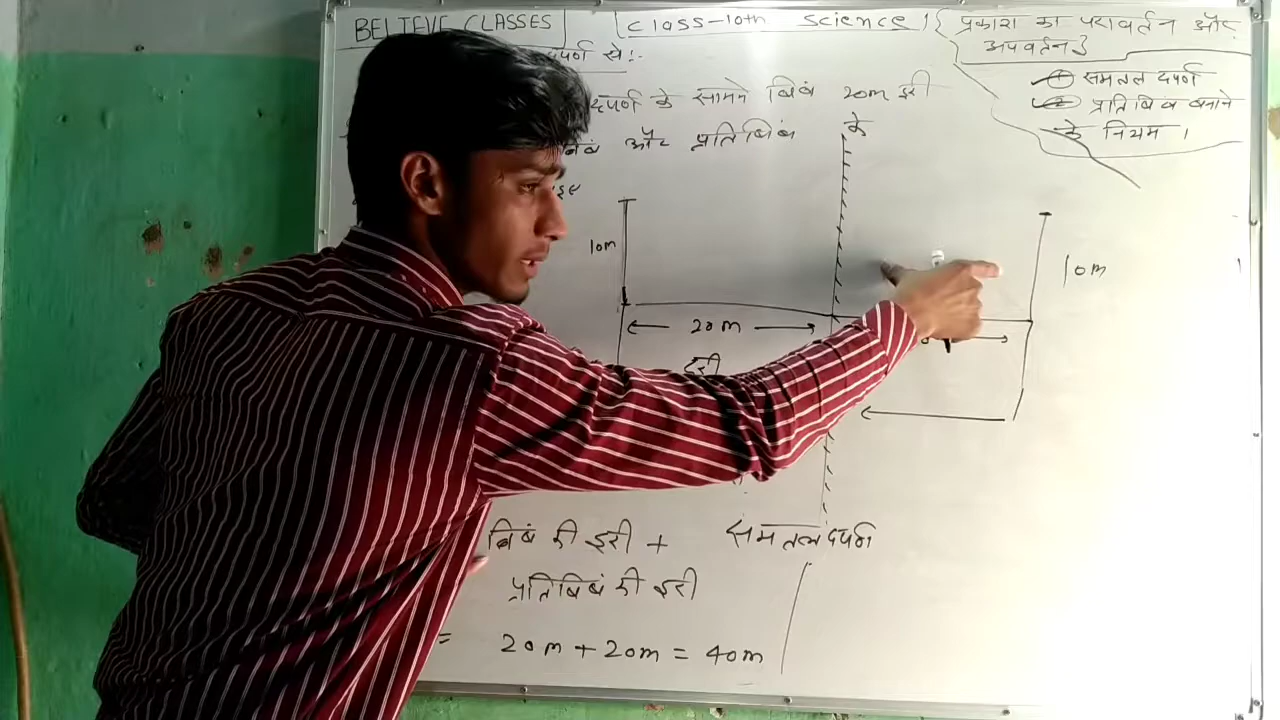 BELIEVE CLASSES
Class-10th Science
प्रकाश का परावर्तन और
अपवर्तन
दर्पण से :-
① समतल दर्पण
② प्रतिबिंब बनाने
के नियम ।
दर्पण के सामने बिंब 20m दूरी
बिंब और प्रतिबिंब के
10m
10m
20m
दूरी
बिंब की दूरी +
समतल दर्पण
प्रतिबिंब की दूरी
= 20m + 20m = 40m